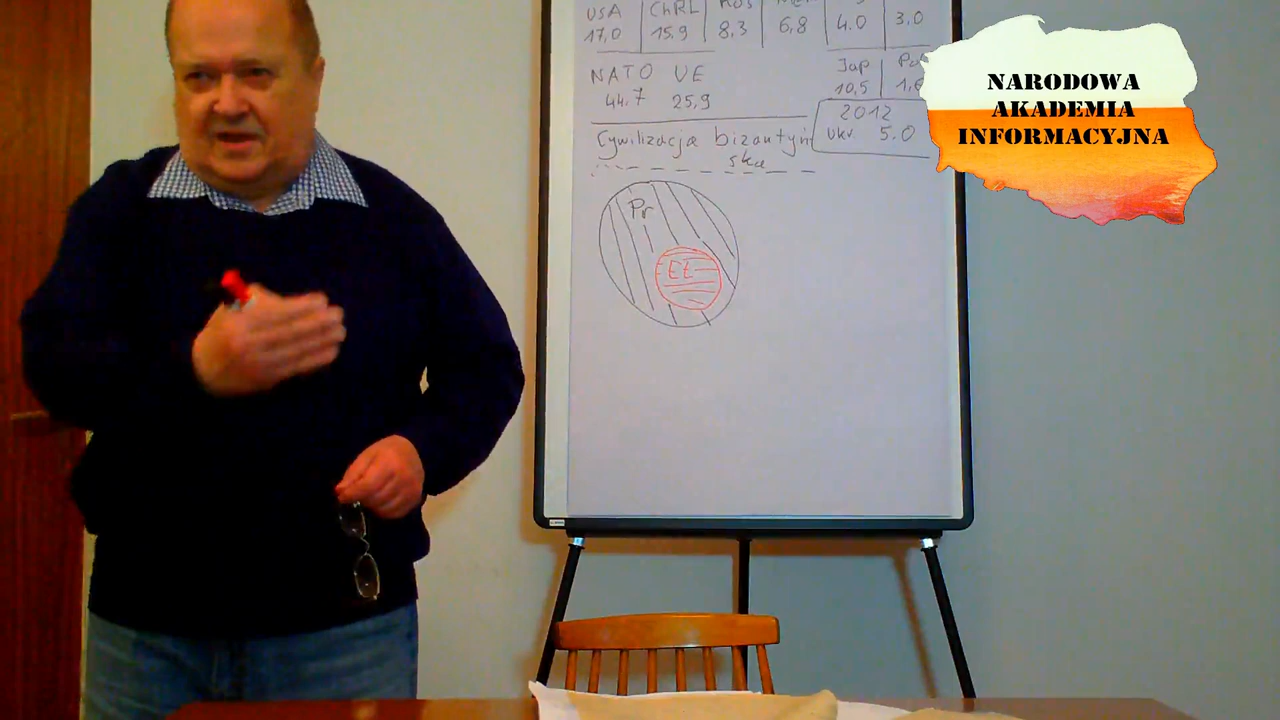 USA ChRL
17,0 15,9 8,3 6,8 4.0 3,0
NATO UE Jap
44.7 25,9 10,5
2012
Ukr 5.0
Cywilizacja bizantyń
ska
Pr
EL
NARODOWA
AKADEMIA
INFORMACYJNA